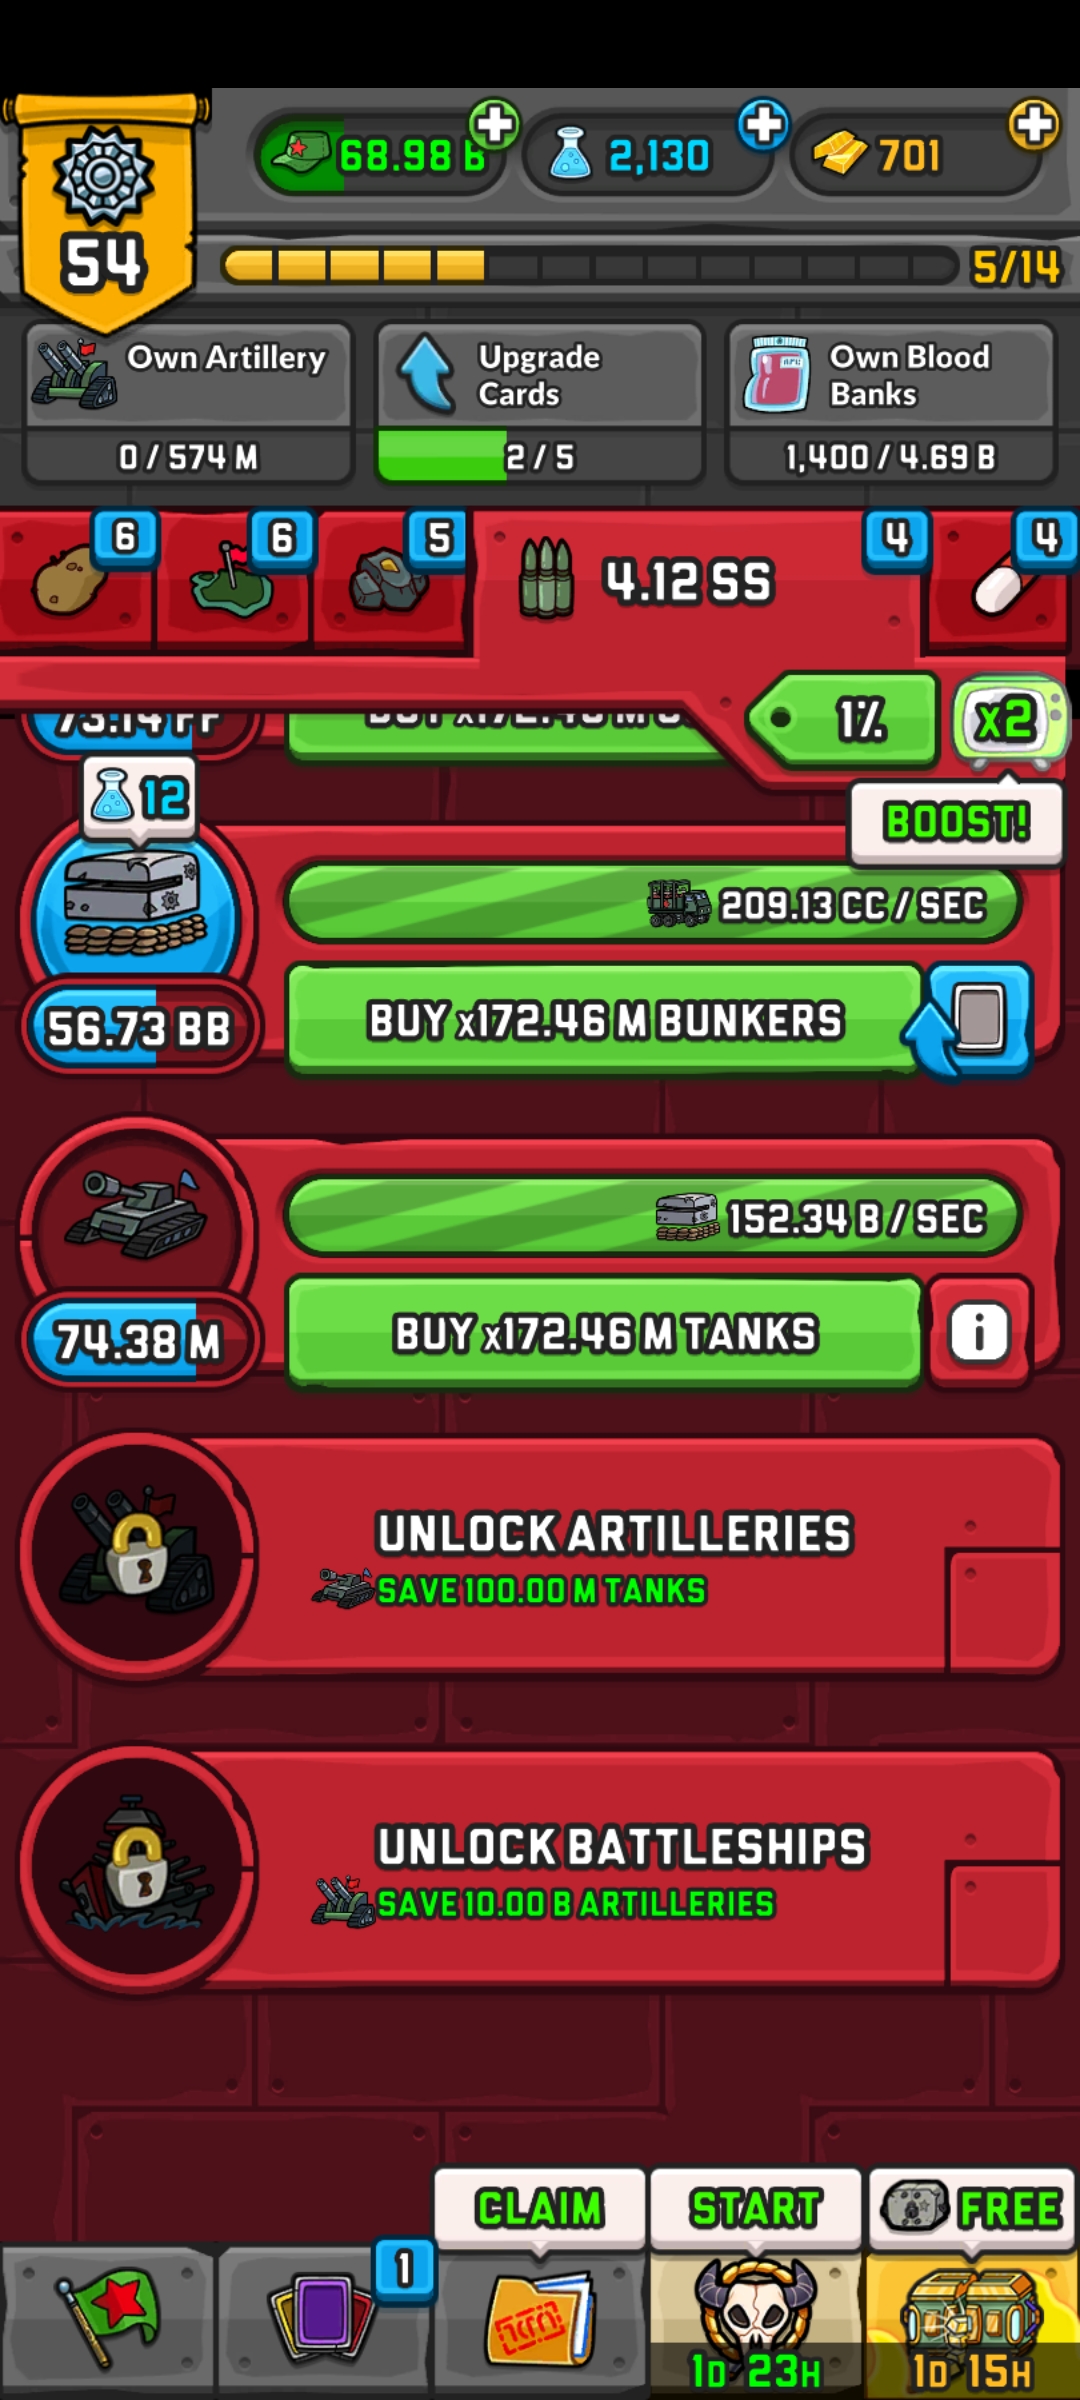 54
68.98 B
2,130
701
5/14
Own Artillery
0 / 574 M
Upgrade
Cards
2 / 5
Own Blood
Banks
1,400 / 4.69 B
6
6
5
4.12 SS
4
4
1%
x2
BOOST!
12
209.13 CC / SEC
56.73 BB
BUY x172.46 M BUNKERS
152.34 B / SEC
74.38 M
BUY x172.46 M TANKS
i
UNLOCK ARTILLERIES
SAVE 100.00 M TANKS
UNLOCK BATTLESHIPS
SAVE 10.00 B ARTILLERIES
CLAIM
START
FREE
1
1D 23H
1D 15H